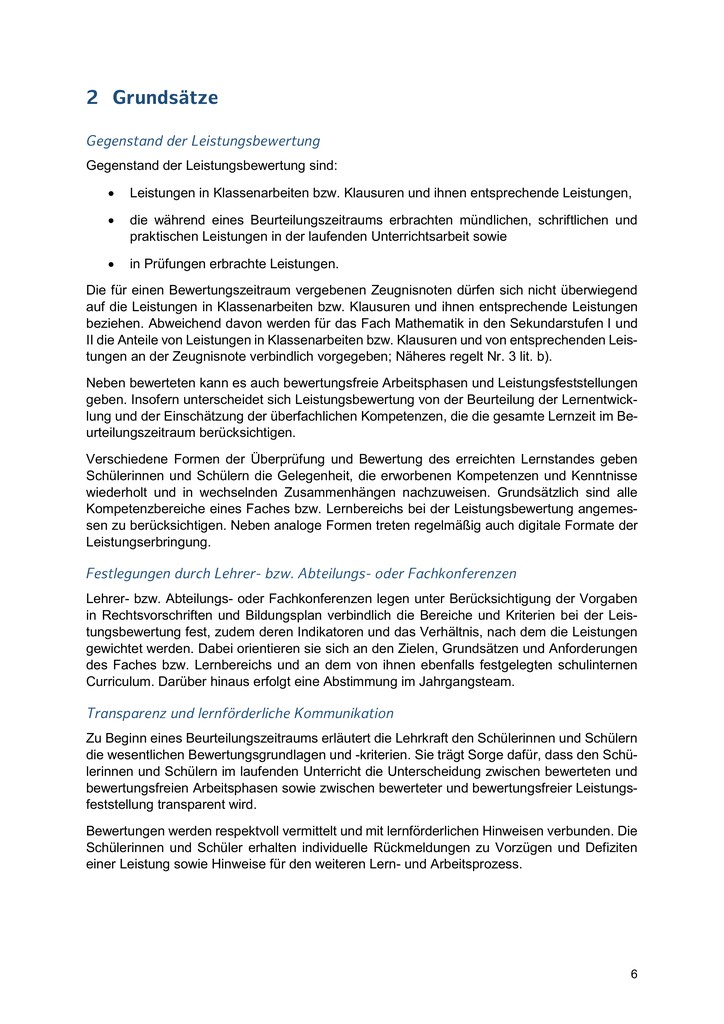 2 Grundsätze
Gegenstand der Leistungsbewertung
Gegenstand der Leistungsbewertung sind:
• Leistungen in Klassenarbeiten bzw. Klausuren und ihnen entsprechende Leistungen,
• die während eines Beurteilungszeitraums erbrachten mündlichen, schriftlichen und
praktischen Leistungen in der laufenden Unterrichtsarbeit sowie
• in Prüfungen erbrachte Leistungen.
Die für einen Bewertungszeitraum vergebenen Zeugnisnoten dürfen sich nicht überwiegend
auf die Leistungen in Klassenarbeiten bzw. Klausuren und ihnen entsprechende Leistungen
beziehen. Abweichend davon werden für das Fach Mathematik in den Sekundarstufen I und
II die Anteile von Leistungen in Klassenarbeiten bzw. Klausuren und von entsprechenden Leis-
tungen an der Zeugnisnote verbindlich vorgegeben; Näheres regelt Nr. 3 lit. b).
Neben bewerteten kann es auch bewertungsfreie Arbeitsphasen und Leistungsfeststellungen
geben. Insofern unterscheidet sich Leistungsbewertung von der Beurteilung der Lernentwick-
lung und der Einschätzung der überfachlichen Kompetenzen, die die gesamte Lernzeit im Be-
urteilungszeitraum berücksichtigen.
Verschiedene Formen der Überprüfung und Bewertung des erreichten Lernstandes geben
Schülerinnen und Schülern die Gelegenheit, die erworbenen Kompetenzen und Kenntnisse
wiederholt und in wechselnden Zusammenhängen nachzuweisen. Grundsätzlich sind alle
Kompetenzbereiche eines Faches bzw. Lernbereichs bei der Leistungsbewertung angemes-
sen zu berücksichtigen. Neben analoge Formen treten regelmäßig auch digitale Formate der
Leistungserbringung.
Festlegungen durch Lehrer- bzw. Abteilungs- oder Fachkonferenzen
Lehrer- bzw. Abteilungs- oder Fachkonferenzen legen unter Berücksichtigung der Vorgaben
in Rechtsvorschriften und Bildungsplan verbindlich die Bereiche und Kriterien bei der Leis-
tungsbewertung fest, zudem deren Indikatoren und das Verhältnis, nach dem die Leistungen
gewichtet werden. Dabei orientieren sie sich an den Zielen, Grundsätzen und Anforderungen
des Faches bzw. Lernbereichs und an dem von ihnen ebenfalls festgelegten schulinternen
Curriculum. Darüber hinaus erfolgt eine Abstimmung im Jahrgangsteam.
Transparenz und lernförderliche Kommunikation
Zu Beginn eines Beurteilungszeitraums erläutert die Lehrkraft den Schülerinnen und Schülern
die wesentlichen Bewertungsgrundlagen und -kriterien. Sie trägt Sorge dafür, dass den Schü-
lerinnen und Schülern im laufenden Unterricht die Unterscheidung zwischen bewerteten und
bewertungsfreien Arbeitsphasen sowie zwischen bewerteter und bewertungsfreier Leistungs-
feststellung transparent wird.
Bewertungen werden respektvoll vermittelt und mit lernförderlichen Hinweisen verbunden. Die
Schülerinnen und Schüler erhalten individuelle Rückmeldungen zu Vorzügen und Defiziten
einer Leistung sowie Hinweise für den weiteren Lern- und Arbeitsprozess.
6